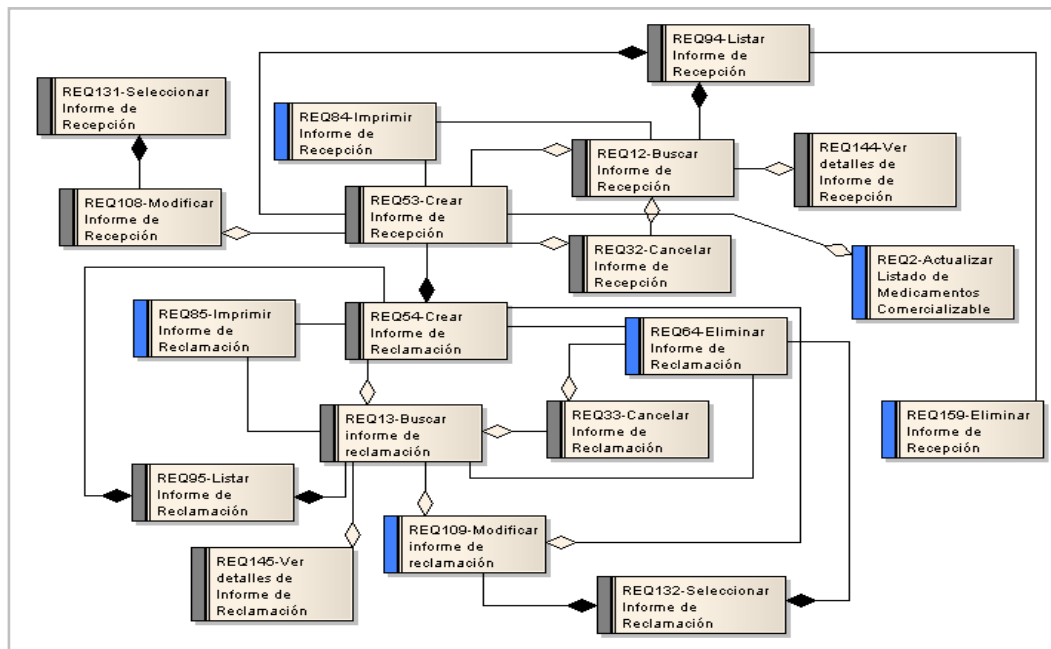 REQ94-Listar
Informe de
Recepción
REQ131-Seleccionar
Informe de
Recepción
REQ84-Imprimir
Informe de
Recepción
REQ12-Buscar
Informe de
Recepción
REQ144-Ver
detalles de
Informe de
Recepción
REQ108-Modificar
Informe de
Recepción
REQ53-Crear
Informe de
Recepción
REQ32-Cancelar
Informe de
Recepción
REQ2-Actualizar
Listado de
Medicamentos
Comercializable
REQ85-Imprimir
Informe de
Reclamación
REQ54-Crear
Informe de
Reclamación
REQ64-Eliminar
Informe de
Reclamación
REQ13-Buscar
informe de
reclamación
REQ33-Cancelar
Informe de
Reclamación
REQ159-Eliminar
Informe de
Recepción
REQ95-Listar
Informe de
Reclamación
REQ109-Modificar
informe de
reclamación
REQ145-Ver
detalles de
Informe de
Reclamación
REQ132-Seleccionar
Informe de
Reclamación